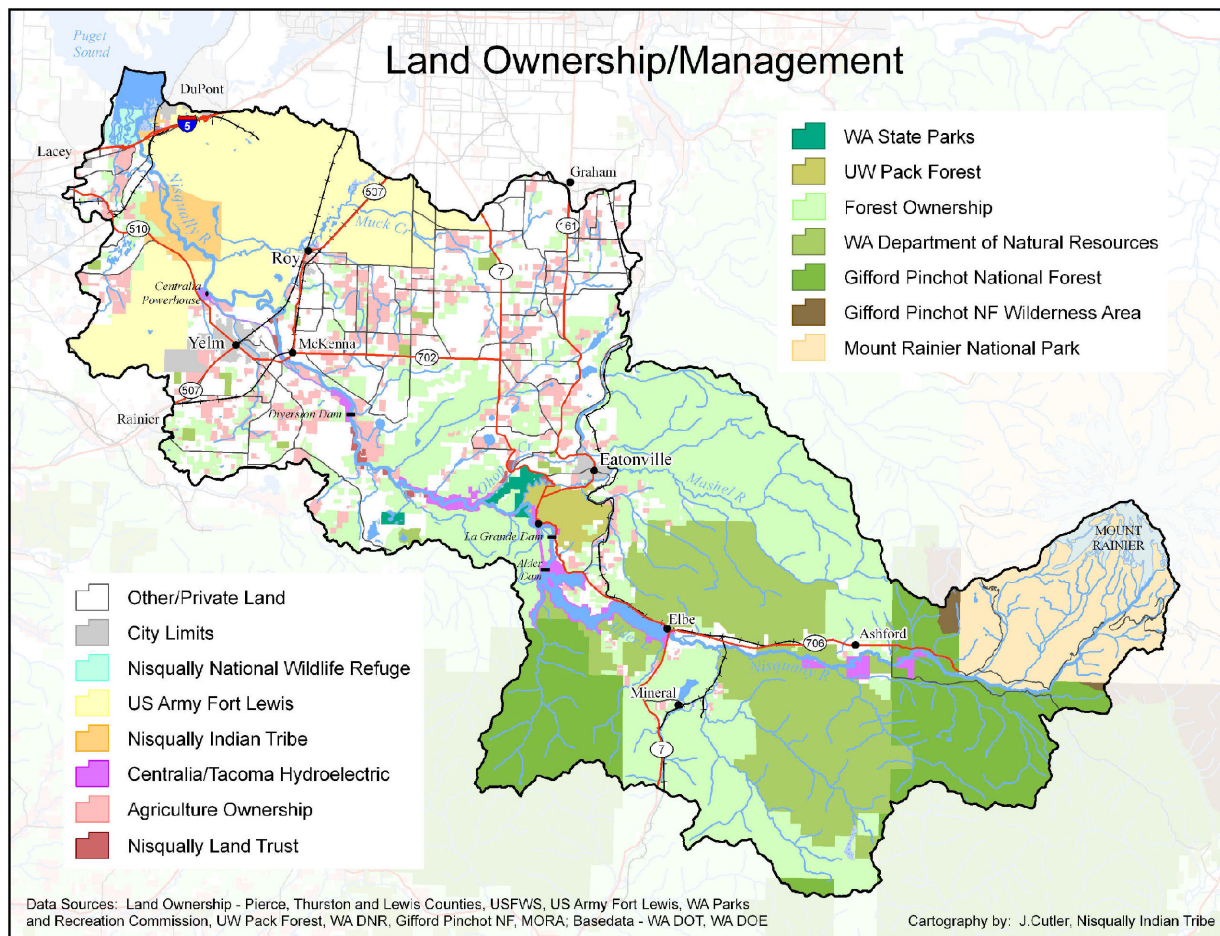 Land Ownership/Management
Puget
Sound
DuPont
5
Lacey
Nisqually R.
510
507
Muck Cr.
Graham
161
7
Roy
Centralia
Powerhouse
Yelm
McKenna
702
507
Rainier
Diversion Dam
Eatonville
Mashel R.
La Grande Dam
Alder
Dam
MOUNT
RAINIER
Elbe
706
Ashford
Nisqually R.
Mineral
7
WA State Parks
UW Pack Forest
Forest Ownership
WA Department of Natural Resources
Gifford Pinchot National Forest
Gifford Pinchot NF Wilderness Area
Mount Rainier National Park
Other/Private Land
City Limits
Nisqually National Wildlife Refuge
US Army Fort Lewis
Nisqually Indian Tribe
Centralia/Tacoma Hydroelectric
Agriculture Ownership
Nisqually Land Trust
Data Sources: Land Ownership - Pierce, Thurston and Lewis Counties, USFWS, US Army Fort Lewis, WA Parks
and Recreation Commission, UW Pack Forest, WA DNR, Gifford Pinchot NF, MORA; Basedata - WA DOT, WA DOE
Cartography by: J.Cutler, Nisqually Indian Tribe